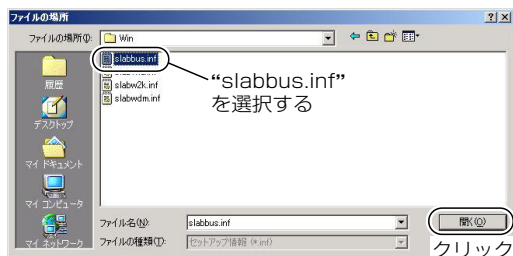 ファイルの場所
ファイルの場所(I):
Win
slabbus.inf
slabw2k.inf
slabwdm.inf
“slabbus.inf”
を選択する
履歴
デスクトップ
マイ ドキュメント
マイ コンピュータ
マイ ネットワーク
ファイル名(N):
slabbus.inf
開く(O)
ファイルの種類(T):
セットアップ情報 (*.inf)
クリック